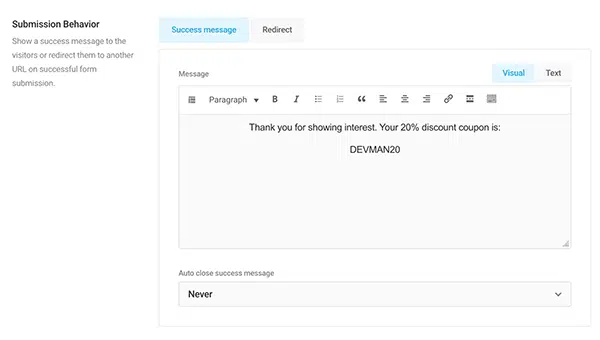 Submission Behavior
Show a success message to the
visitors or redirect them to another
URL on successful form
submission.
Success message
Redirect
Message
Visual
Text
Paragraph
B
I
Thank you for showing interest. Your 20% discount coupon is:
DEVMAN20
Auto close success message
Never